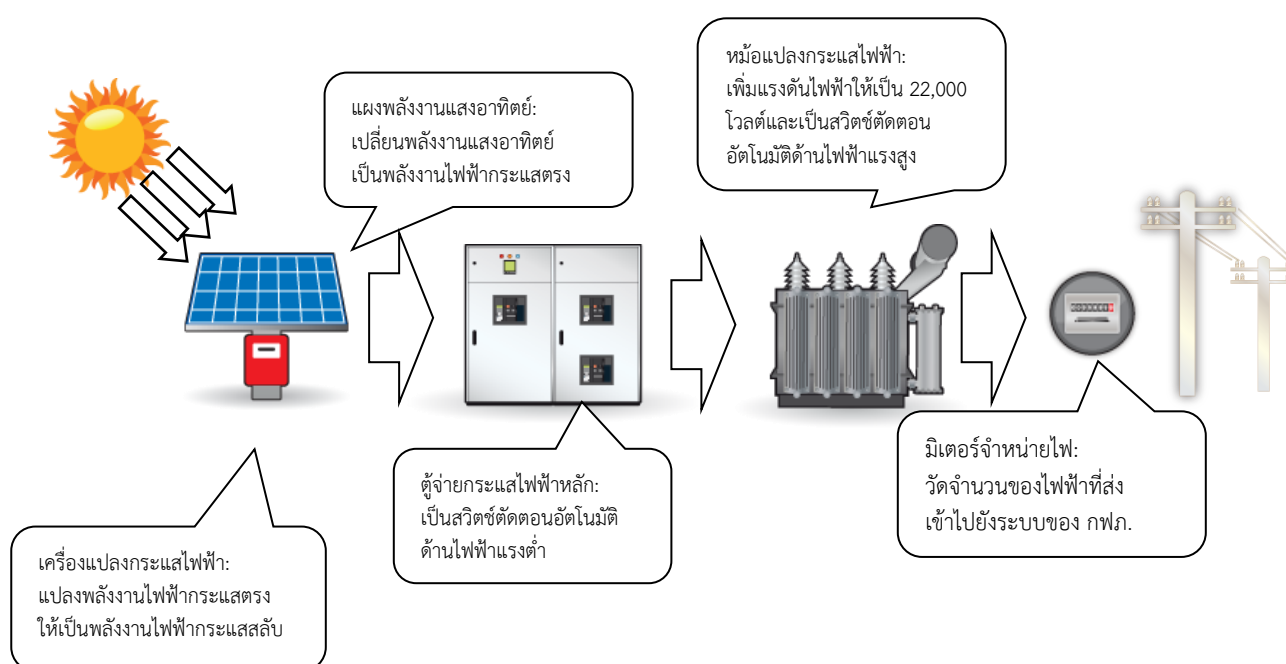 แผงพลังงานแสงอาทิตย์:
เปลี่ยนพลังงานแสงอาทิตย์
เป็นพลังงานไฟฟ้ากระแสตรง
หม้อแปลงกระแสไฟฟ้า:
เพิ่มแรงดันไฟฟ้าให้เป็น 22,000
โวลต์และเป็นสวิตช์ตัดตอน
อัตโนมัติด้านไฟฟ้าแรงสูง
เครื่องแปลงกระแสไฟฟ้า:
แปลงพลังงานไฟฟ้ากระแสตรง
ให้เป็นพลังงานไฟฟ้ากระแสสลับ
ตู้จ่ายกระแสไฟฟ้าหลัก:
เป็นสวิตช์ตัดตอนอัตโนมัติ
ด้านไฟฟ้าแรงต่ำ
มิเตอร์จำหน่ายไฟ:
วัดจำนวนของไฟฟ้าที่ส่ง
เข้าไปยังระบบของ กฟภ.